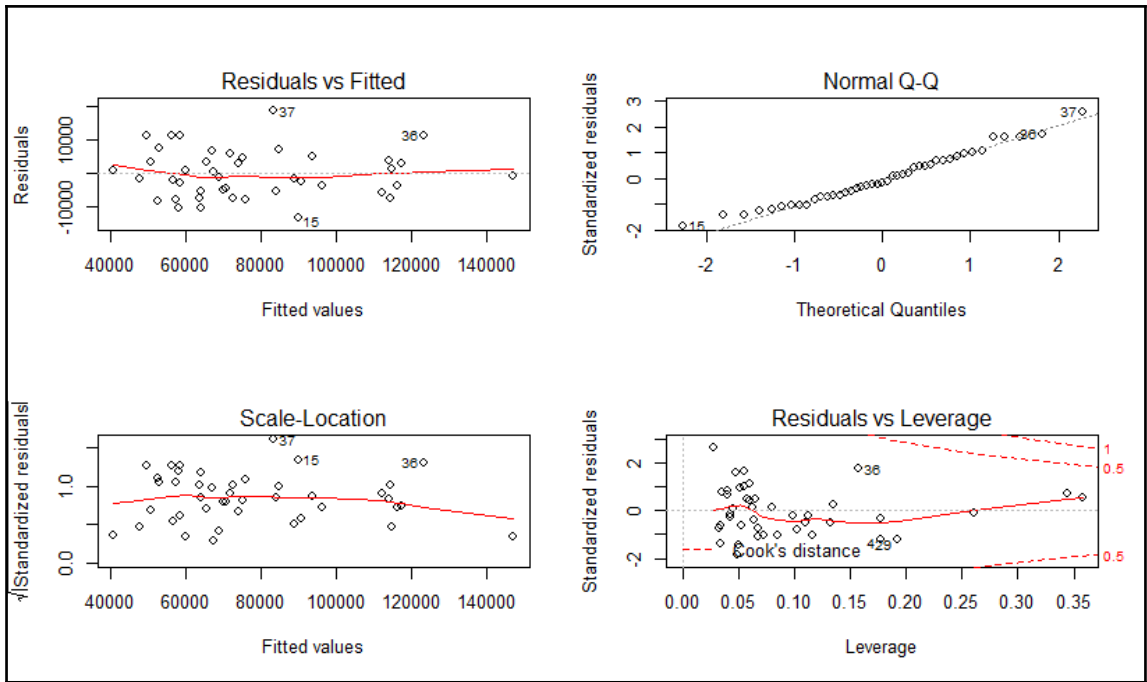 Residuals vs Fitted
Residuals
-10000
10000
37
36
15
40000 60000 80000 100000 120000 140000
Fitted values
Normal Q-Q
Standardized residuals
-2 -1 0 1 2 3
37
36
15
-2 -1 0 1 2
Theoretical Quantiles
Scale-Location
√|Standardized residuals|
0.0 1.0
37
15
36
40000 60000 80000 100000 120000 140000
Fitted values
Residuals vs Leverage
Standardized residuals
-2 0 2
1
0.5
36
429
Cook's distance
0.5
0.00 0.05 0.10 0.15 0.20 0.25 0.30 0.35
Leverage